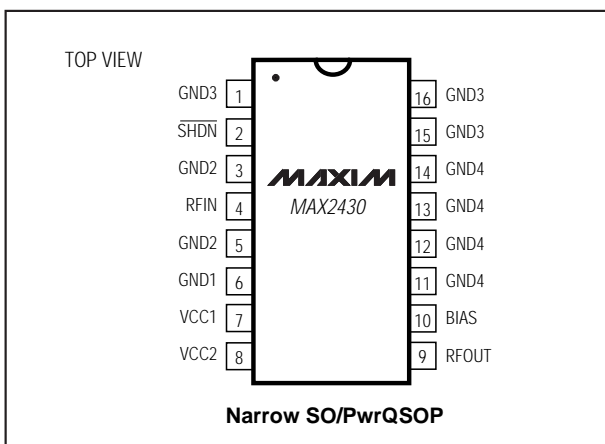 TOP VIEW
GND3 1
SHDN 2
GND2 3
RFIN 4
GND2 5
GND1 6
VCC1 7
VCC2 8
MAXIM
MAX2430
16 GND3
15 GND3
14 GND4
13 GND4
12 GND4
11 GND4
10 BIAS
9 RFOUT
Narrow SO/PwrQSOP